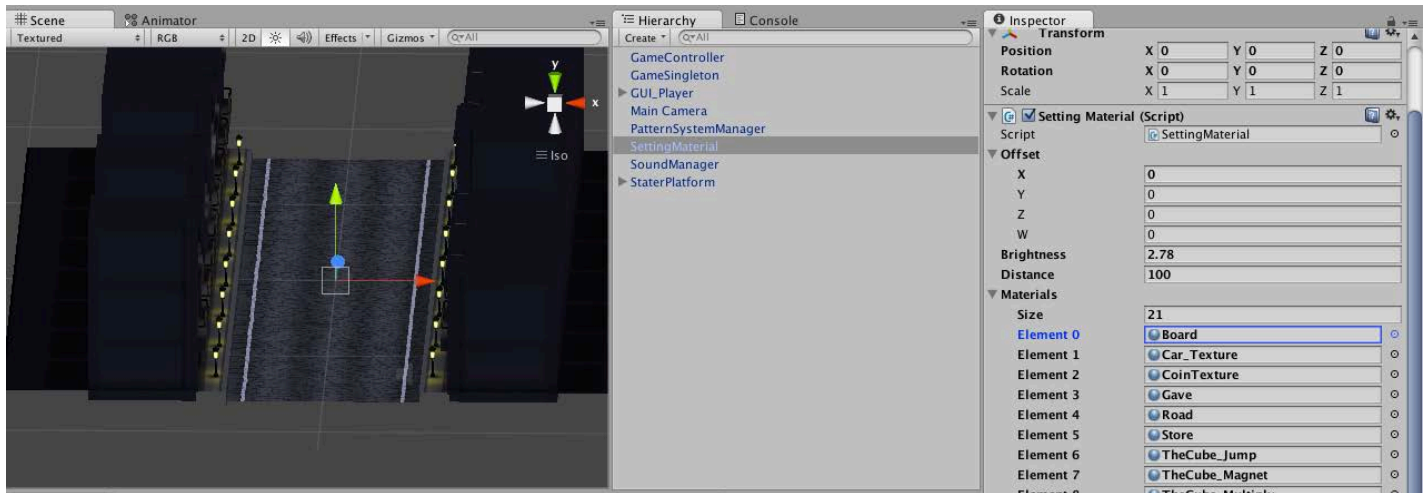 Scene
Animator
Textured RGB 2D Effects Gizmos All
y
x
Iso
Hierarchy Console
Create All
GameController
GameSingleton
GUI_Player
Main Camera
PatternSystemManager
SettingMaterial
SoundManager
StaterPlatform
Inspector
Transform
Position X 0 Y 0 Z 0
Rotation X 0 Y 0 Z 0
Scale X 1 Y 1 Z 1
Setting Material (Script)
Script SettingMaterial
Offset
X 0
Y 0
Z 0
W 0
Brightness 2.78
Distance 100
Materials
Size 21
Element 0 Board
Element 1 Car_Texture
Element 2 CoinTexture
Element 3 Gave
Element 4 Road
Element 5 Store
Element 6 TheCube_Jump
Element 7 TheCube_Magnet